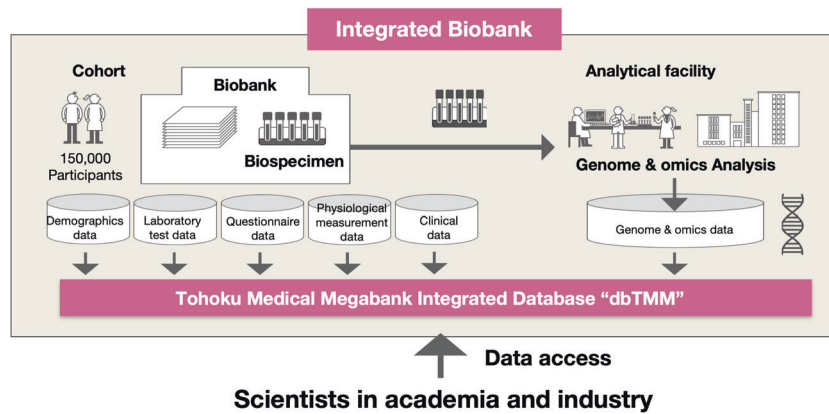 Integrated Biobank
Cohort
150,000
Participants
Biobank
Biospecimen
Analytical facility
Genome & omics Analysis
Demographics
data
Laboratory
test data
Questionnaire
data
Physiological
measurement
data
Clinical
data
Genome & omics data
Tohoku Medical Megabank Integrated Database “dbTMM”
Data access
Scientists in academia and industry